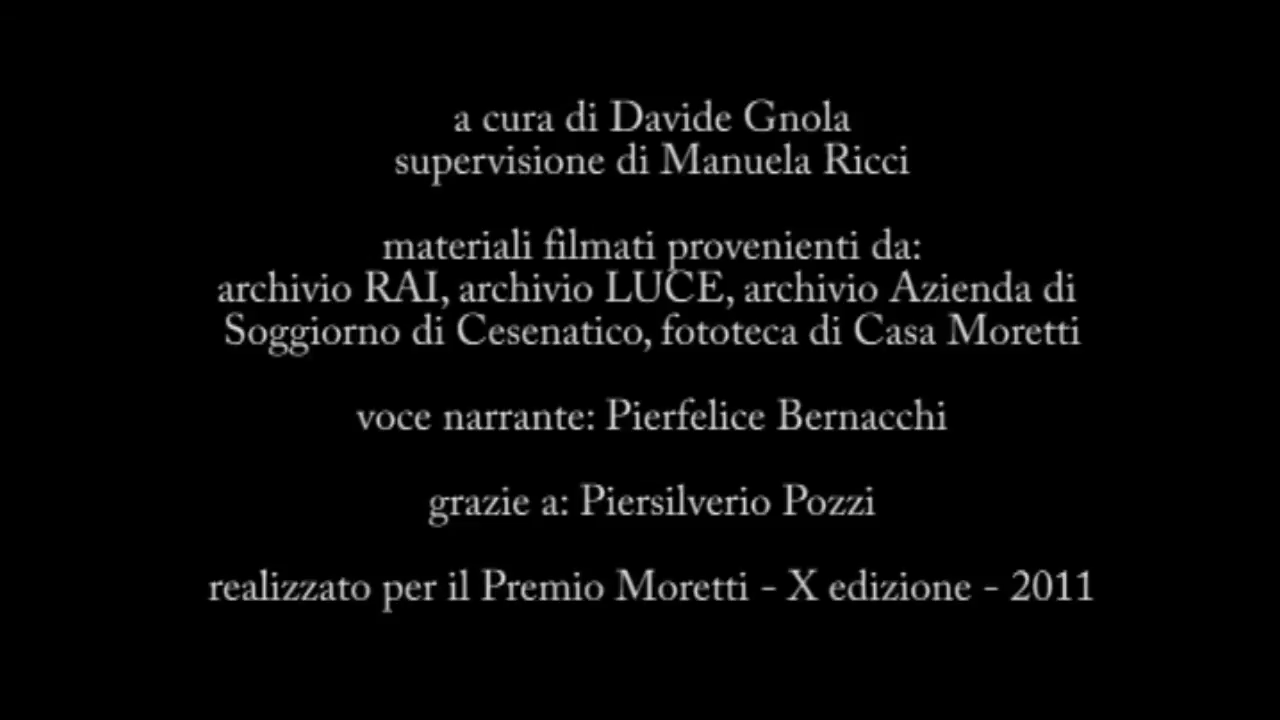 a cura di Davide Gnola
supervisione di Manuela Ricci
materiali filmati provenienti da:
archivio RAI, archivio LUCE, archivio Azienda di
Soggiorno di Cesenatico, fototeca di Casa Moretti
voce narrante: Pierfelice Bernacchi
grazie a: Piersilverio Pozzi
realizzato per il Premio Moretti - X edizione - 2011